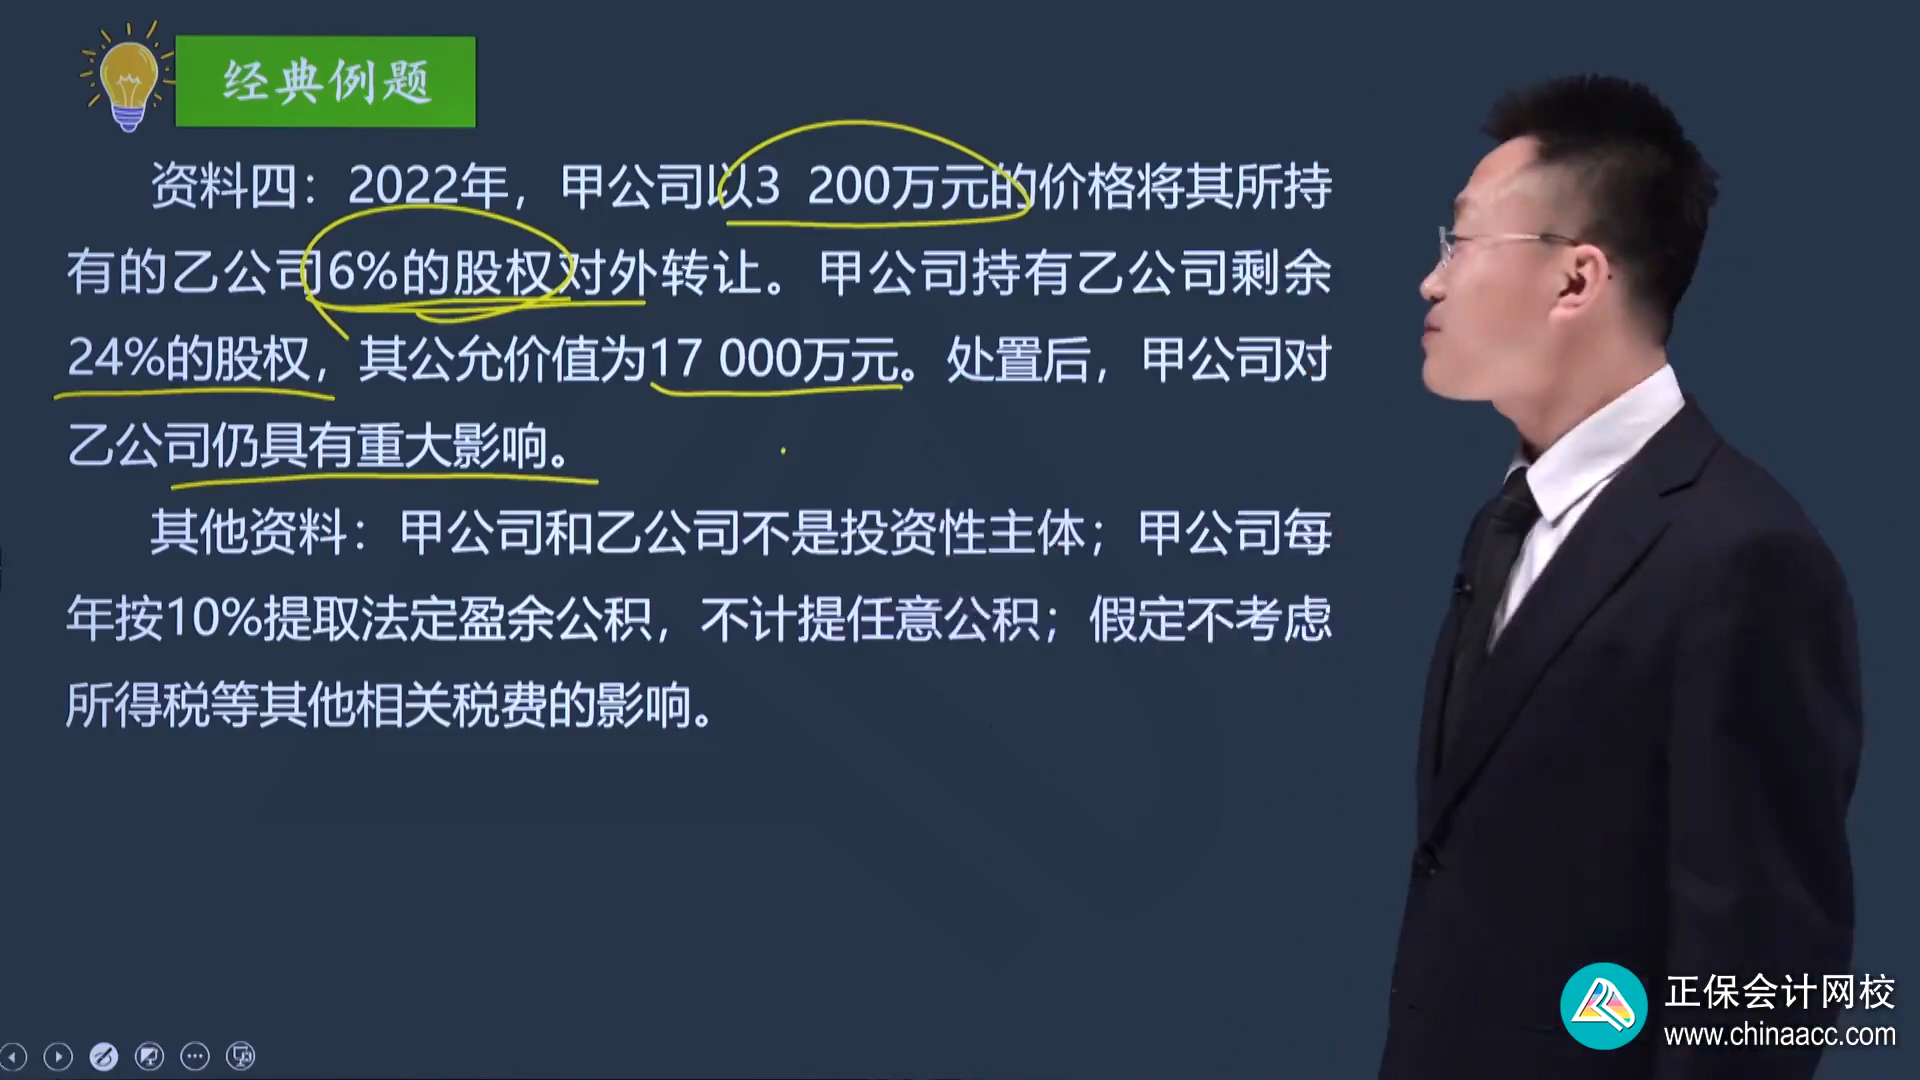 经典例题
资料四：2022年，甲公司以3 200万元的价格将其所持
有的乙公司6%的股权对外转让。甲公司持有乙公司剩余
24%的股权，其公允价值为17 000万元。处置后，甲公司对
乙公司仍具有重大影响。
其他资料：甲公司和乙公司不是投资性主体；甲公司每
年按10%提取法定盈余公积，不计提任意公积；假定不考虑
所得税等其他相关税费的影响。
正保会计网校
www.chinaacc.com